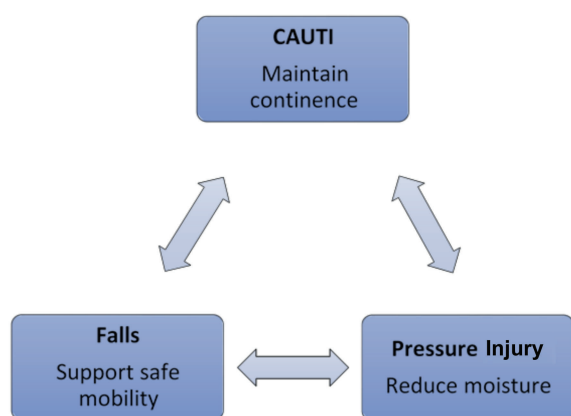 CAUTI
Maintain
continence
Falls
Support safe
mobility
Pressure Injury
Reduce moisture